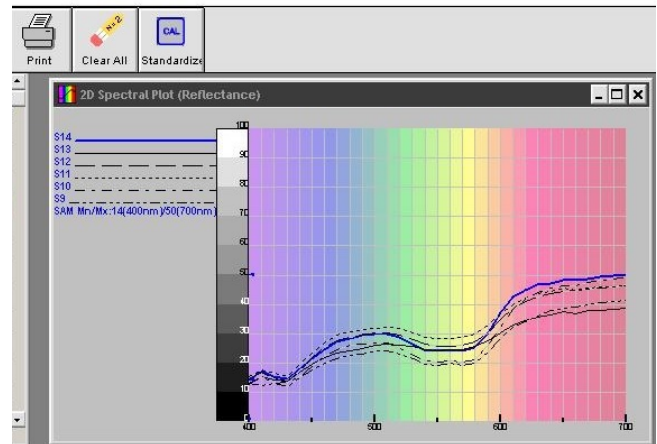 Print
Clear All
Standardize
N=2
CAL
2D Spectral Plot (Reflectance)
S14
S13
S12
S11
S10
S9
SAM Mn/Mx:14(400nm)/50(700nm)
100
90
80
70
60
50
40
30
20
10
0
400
500
600
700